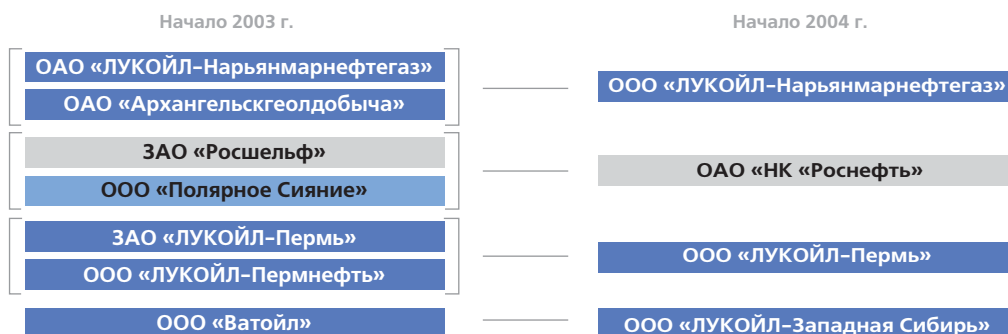 Начало 2003 г.
Начало 2004 г.
ОАО «ЛУКОЙЛ–Нарьянмарнефтегаз»
ОАО «Архангельскгеолдобыча»
ООО «ЛУКОЙЛ–Нарьянмарнефтегаз»
ЗАО «Росшельф»
ООО «Полярное Сияние»
ОАО «НК «Роснефть»
ЗАО «ЛУКОЙЛ–Пермь»
ООО «ЛУКОЙЛ–Пермнефть»
ООО «ЛУКОЙЛ–Пермь»
ООО «Ватойл»
ООО «ЛУКОЙЛ–Западная Сибирь»